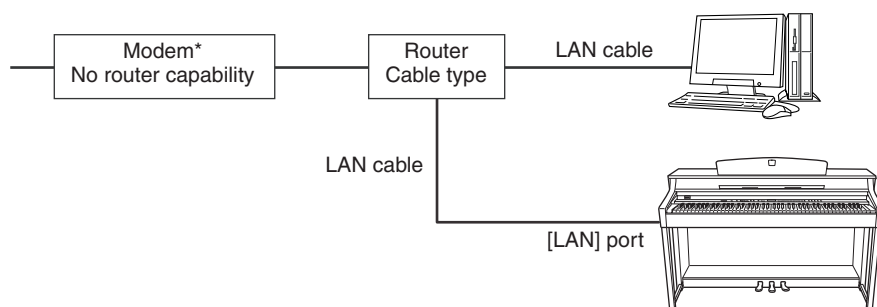 Modem*
No router capability
Router
Cable type
LAN cable
LAN cable
[LAN] port